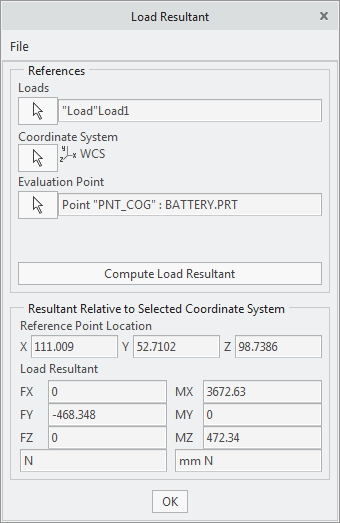 Load Resultant
File
References
Loads
"Load"Load1
Coordinate System
y x z WCS
Evaluation Point
Point "PNT_COG" : BATTERY.PRT
Compute Load Resultant
Resultant Relative to Selected Coordinate System
Reference Point Location
X 111.009 Y 52.7102 Z 98.7386
Load Resultant
FX 0 MX 3672.63
FY -468.348 MY 0
FZ 0 MZ 472.34
N mm N
OK